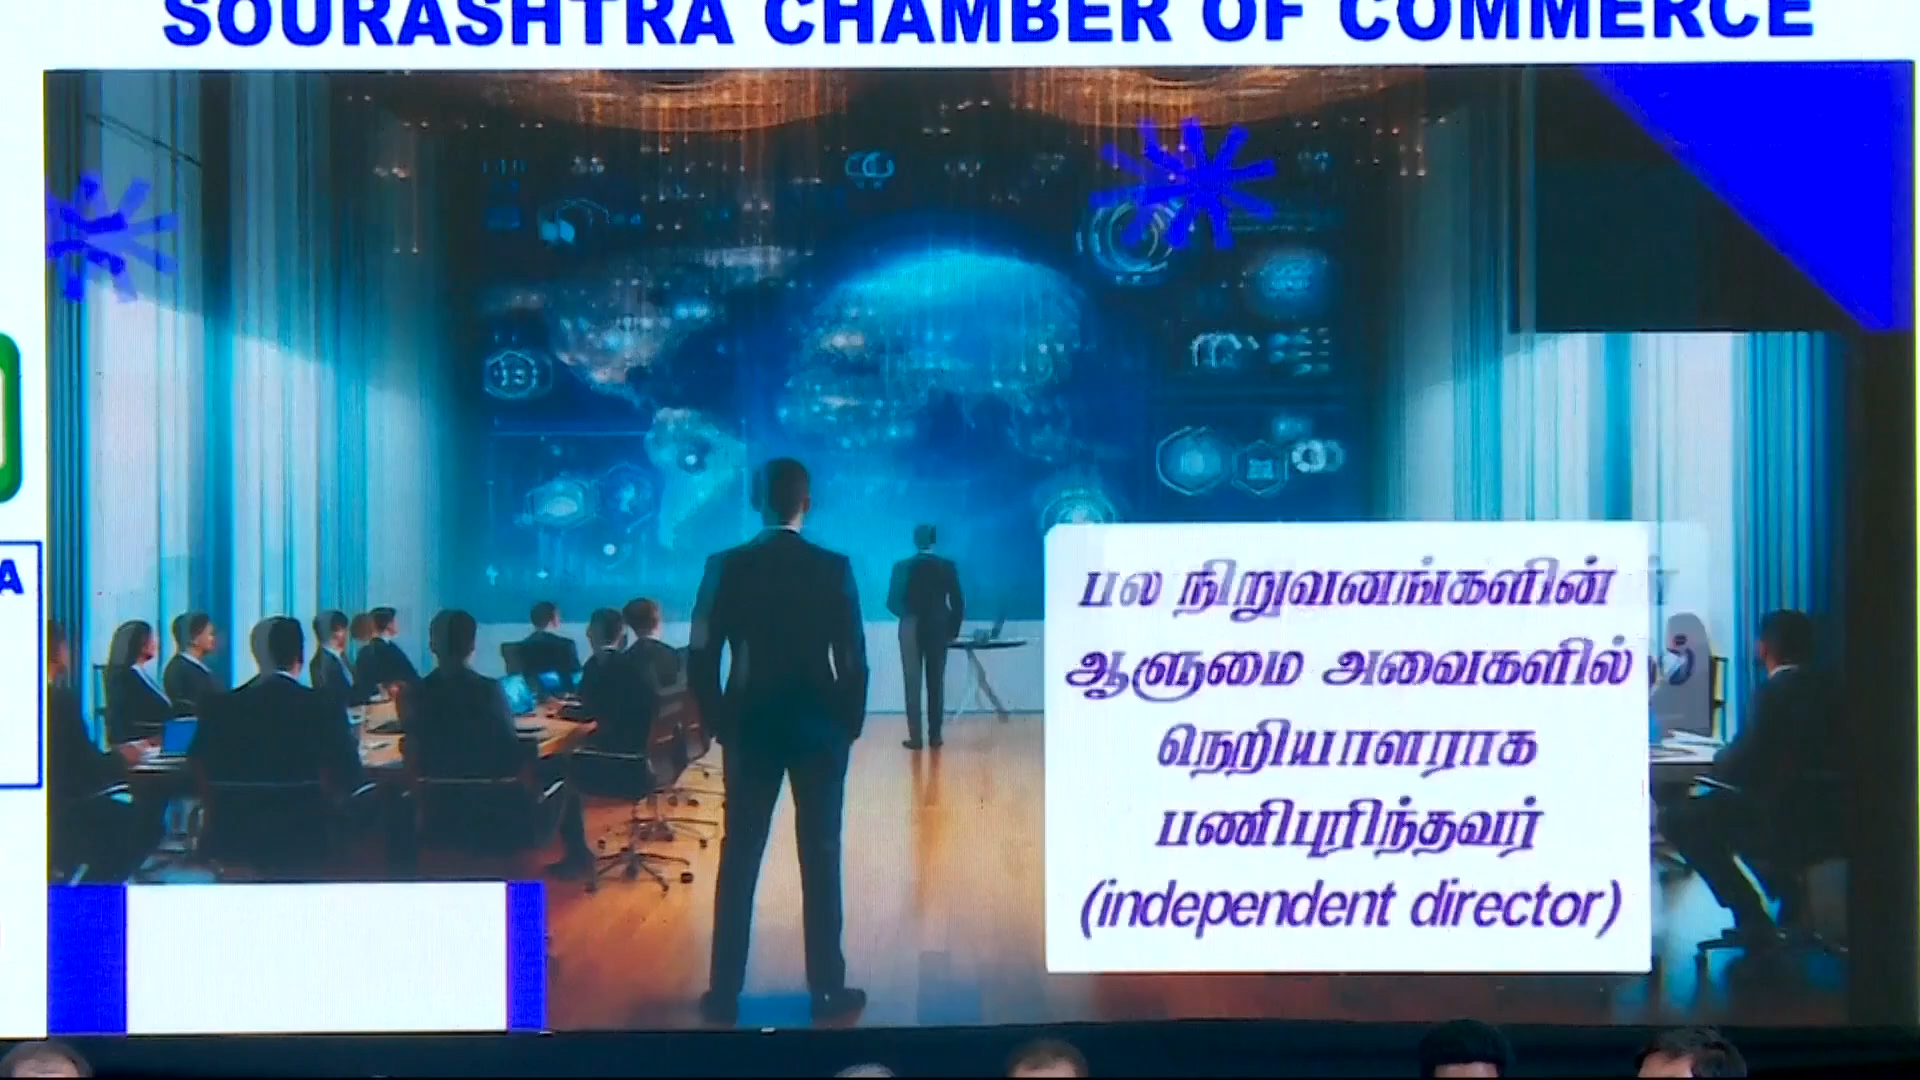 SOURASHTRA CHAMBER OF COMMERCE
A
பல நிறுவனங்களின்
ஆளுமை அவைகளில்
நெறியாளராக
பணிபுரிந்தவர்
(independent director)